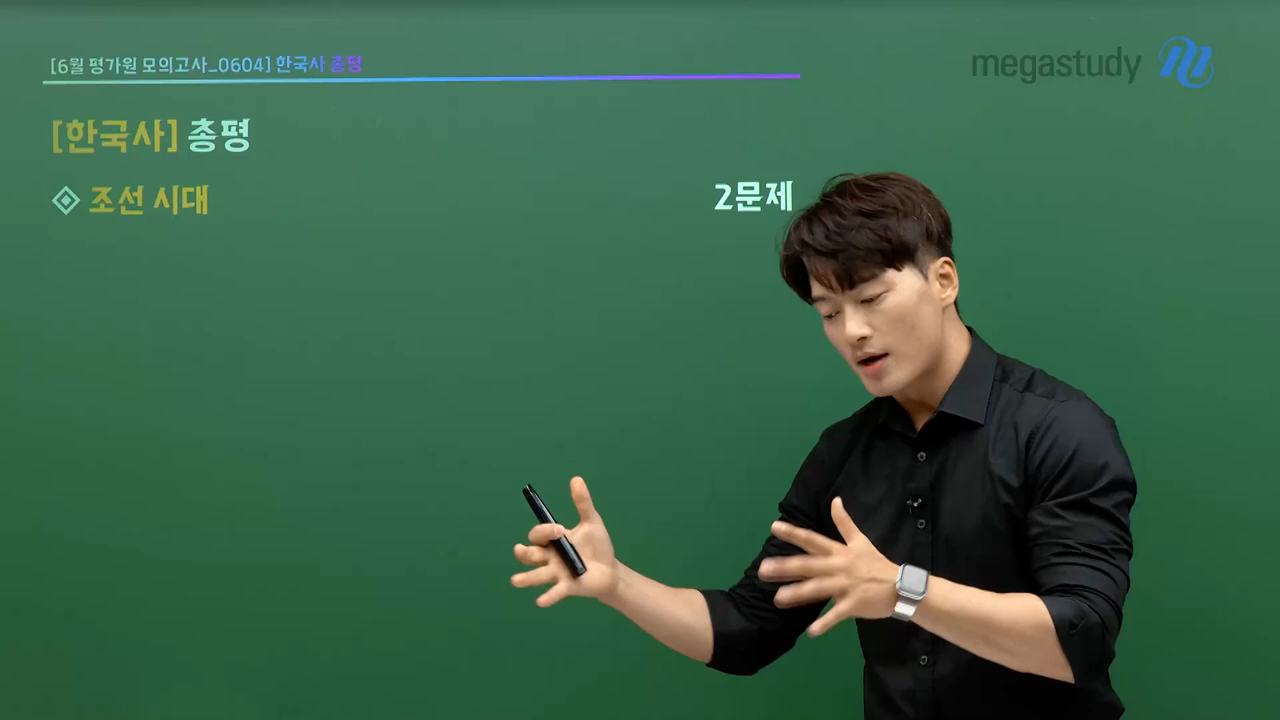 [6월 평가원 모의고사_0604] 한국사 총평
megastudy
[한국사] 총평
조선 시대
2문제